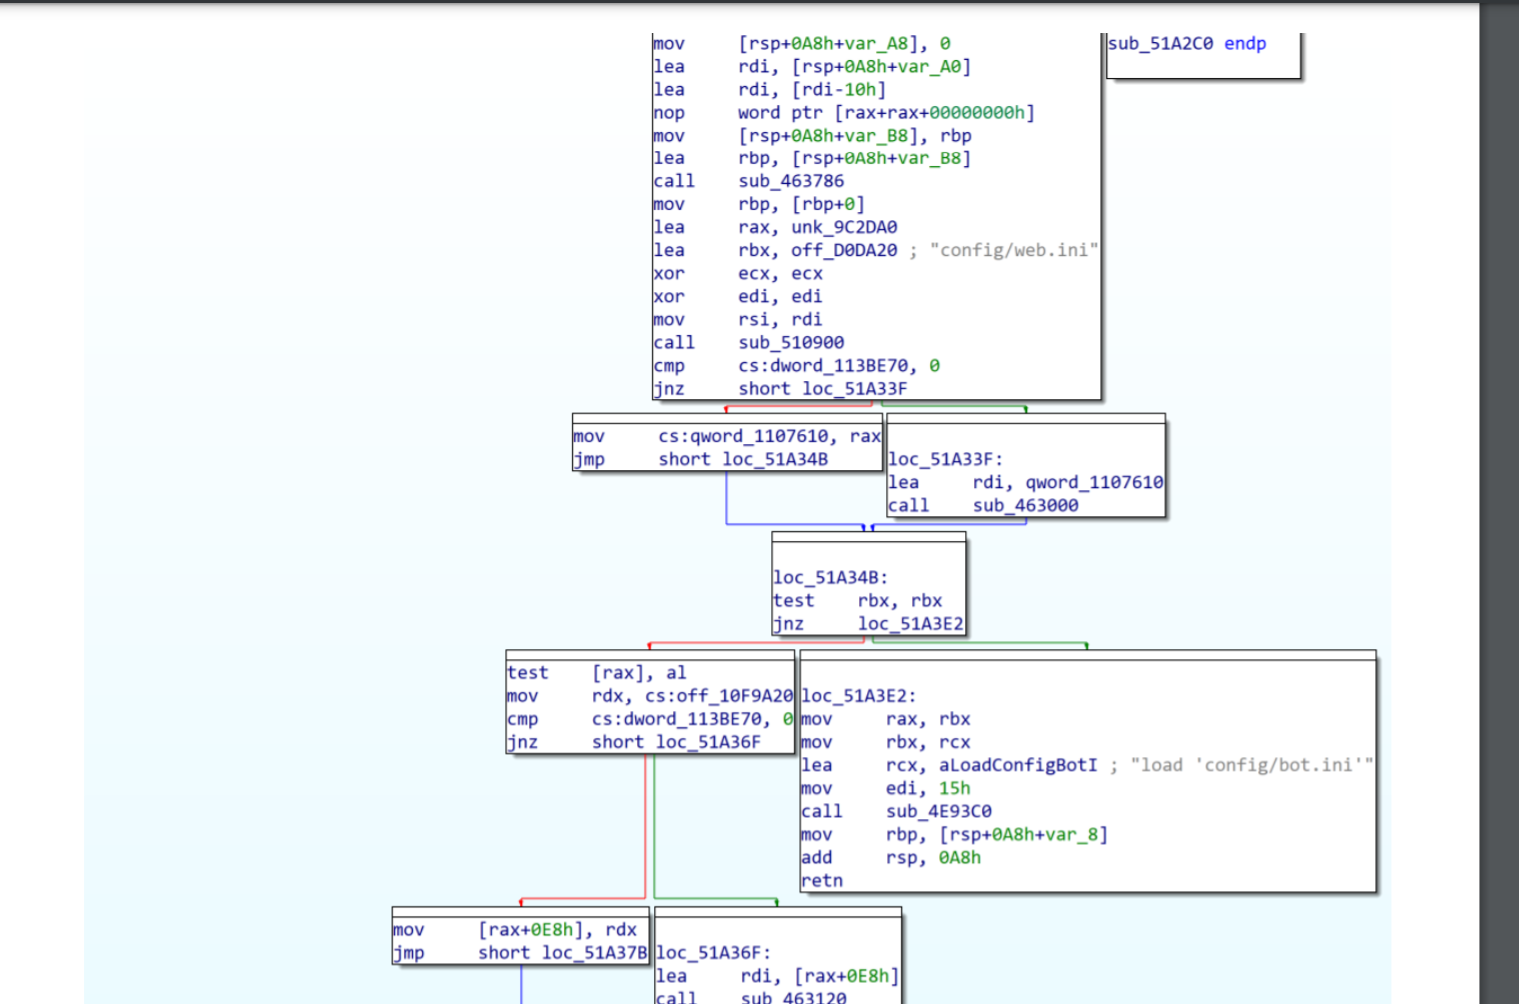 mov [rsp+0A8h+var_A8], 0
lea rdi, [rsp+0A8h+var_A0]
lea rdi, [rdi-10h]
nop word ptr [rax+rax+00000000h]
mov [rsp+0A8h+var_B8], rbp
lea rbp, [rsp+0A8h+var_B8]
call sub_463786
mov rbp, [rbp+0]
lea rax, unk_9C2DA0
lea rbx, off_D0DA20 ; "config/web.ini"
xor ecx, ecx
xor edi, edi
mov rsi, rdi
call sub_510900
cmp cs:dword_113BE70, 0
jnz short loc_51A33F
sub_51A2C0 endp
mov cs:qword_1107610, rax
jmp short loc_51A34B
loc_51A33F:
lea rdi, qword_1107610
call sub_463000
loc_51A34B:
test rbx, rbx
jnz loc_51A3E2
test [rax], al
mov rdx, cs:off_10F9A20
cmp cs:dword_113BE70, 0
jnz short loc_51A36F
loc_51A3E2:
mov rax, rbx
mov rbx, rcx
lea rcx, aLoadConfigBotI ; "load 'config/bot.ini'"
mov edi, 15h
call sub_4E93C0
mov rbp, [rsp+0A8h+var_8]
add rsp, 0A8h
retn
mov [rax+0E8h], rdx
jmp short loc_51A37B
loc_51A36F:
lea rdi, [rax+0E8h]
call sub_463120